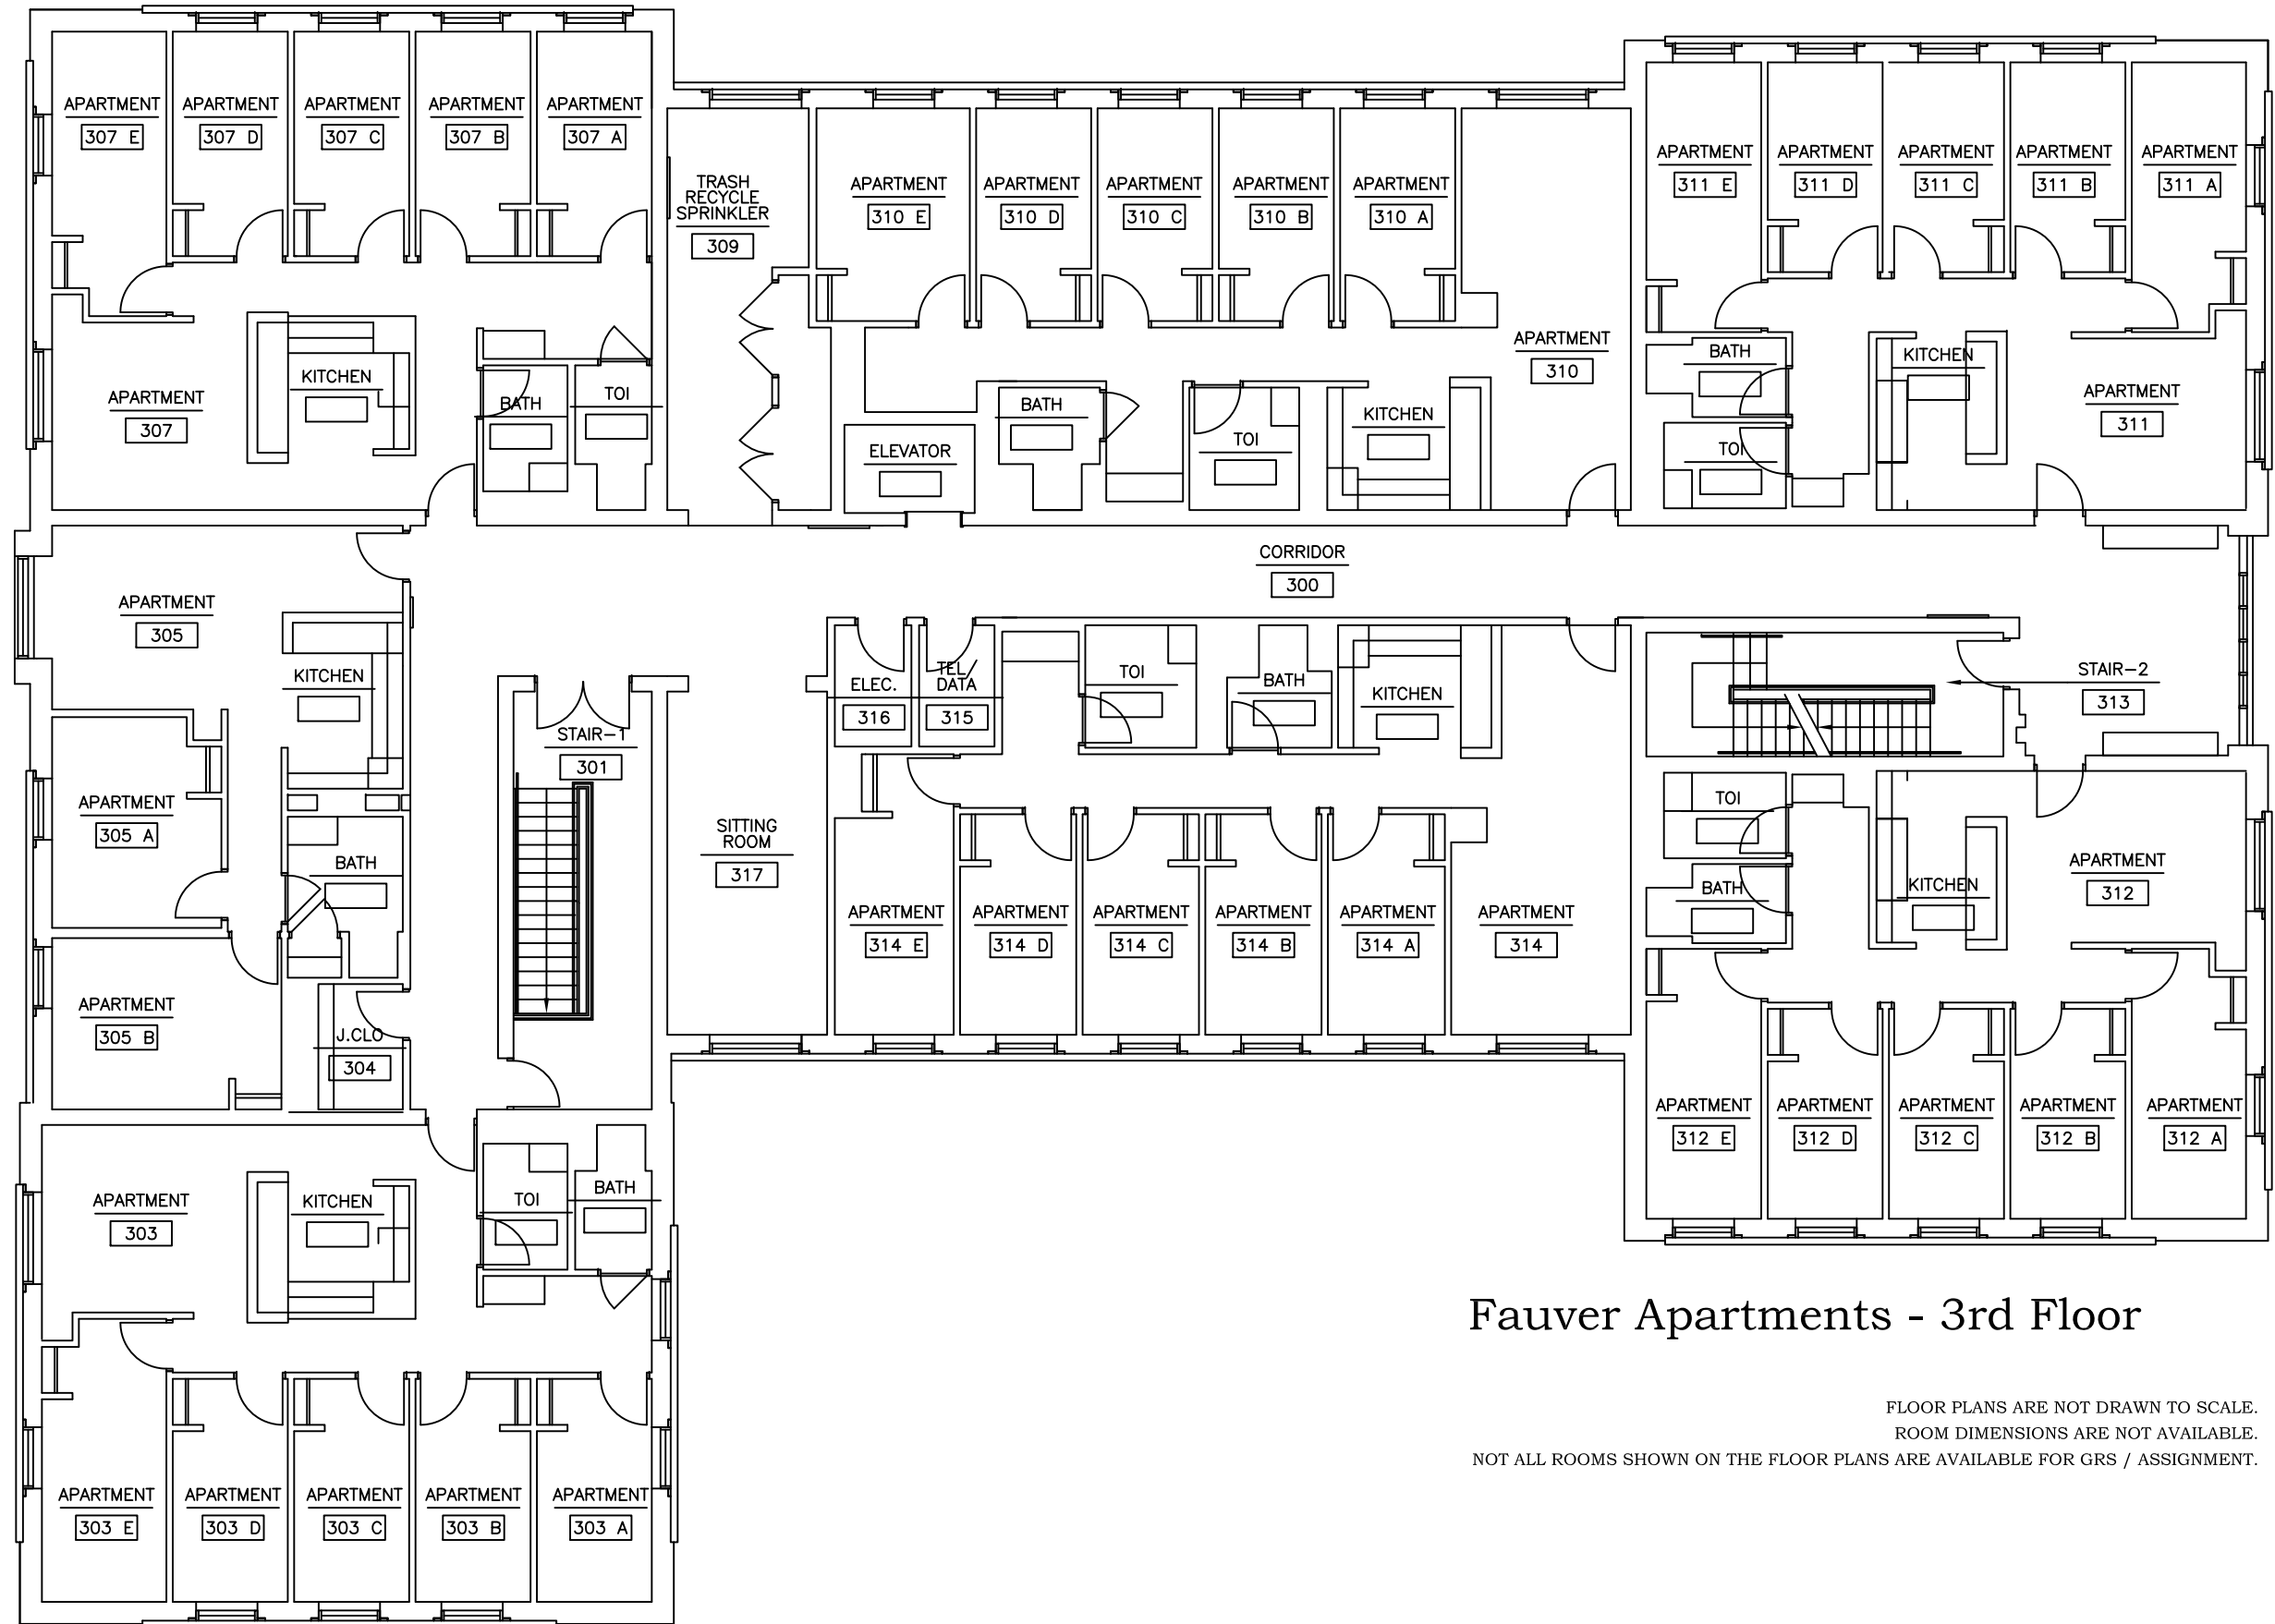 APARTMENT
307 E
APARTMENT
307 D
APARTMENT
307 C
APARTMENT
307 B
APARTMENT
307 A
TRASH
RECYCLE
SPRINKLER
309
APARTMENT
310 E
APARTMENT
310 D
APARTMENT
310 C
APARTMENT
310 B
APARTMENT
310 A
APARTMENT
311 E
APARTMENT
311 D
APARTMENT
311 C
APARTMENT
311 B
APARTMENT
311 A
APARTMENT
307
KITCHEN
BATH
TOI
ELEVATOR
BATH
TOI
KITCHEN
APARTMENT
310
BATH
TOI
KITCHEN
APARTMENT
311
CORRIDOR
300
APARTMENT
305
KITCHEN
STAIR-1
301
ELEC.
316
TEL/
DATA
315
TOI
BATH
KITCHEN
STAIR-2
313
APARTMENT
305 A
BATH
SITTING
ROOM
317
TOI
BATH
KITCHEN
APARTMENT
312
APARTMENT
314 E
APARTMENT
314 D
APARTMENT
314 C
APARTMENT
314 B
APARTMENT
314 A
APARTMENT
314
APARTMENT
305 B
J.CLO
304
APARTMENT
312 E
APARTMENT
312 D
APARTMENT
312 C
APARTMENT
312 B
APARTMENT
312 A
APARTMENT
303
KITCHEN
TOI
BATH
APARTMENT
303 E
APARTMENT
303 D
APARTMENT
303 C
APARTMENT
303 B
APARTMENT
303 A
Fauver Apartments - 3rd Floor
FLOOR PLANS ARE NOT DRAWN TO SCALE.
ROOM DIMENSIONS ARE NOT AVAILABLE.
NOT ALL ROOMS SHOWN ON THE FLOOR PLANS ARE AVAILABLE FOR GRS / ASSIGNMENT.